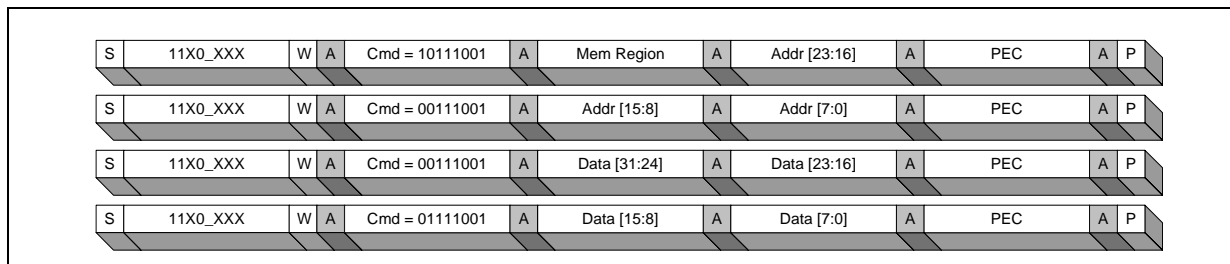 S 11X0_XXX W A Cmd = 10111001 A Mem Region A Addr [23:16] A PEC A P
S 11X0_XXX W A Cmd = 00111001 A Addr [15:8] A Addr [7:0] A PEC A P
S 11X0_XXX W A Cmd = 00111001 A Data [31:24] A Data [23:16] A PEC A P
S 11X0_XXX W A Cmd = 01111001 A Data [15:8] A Data [7:0] A PEC A P